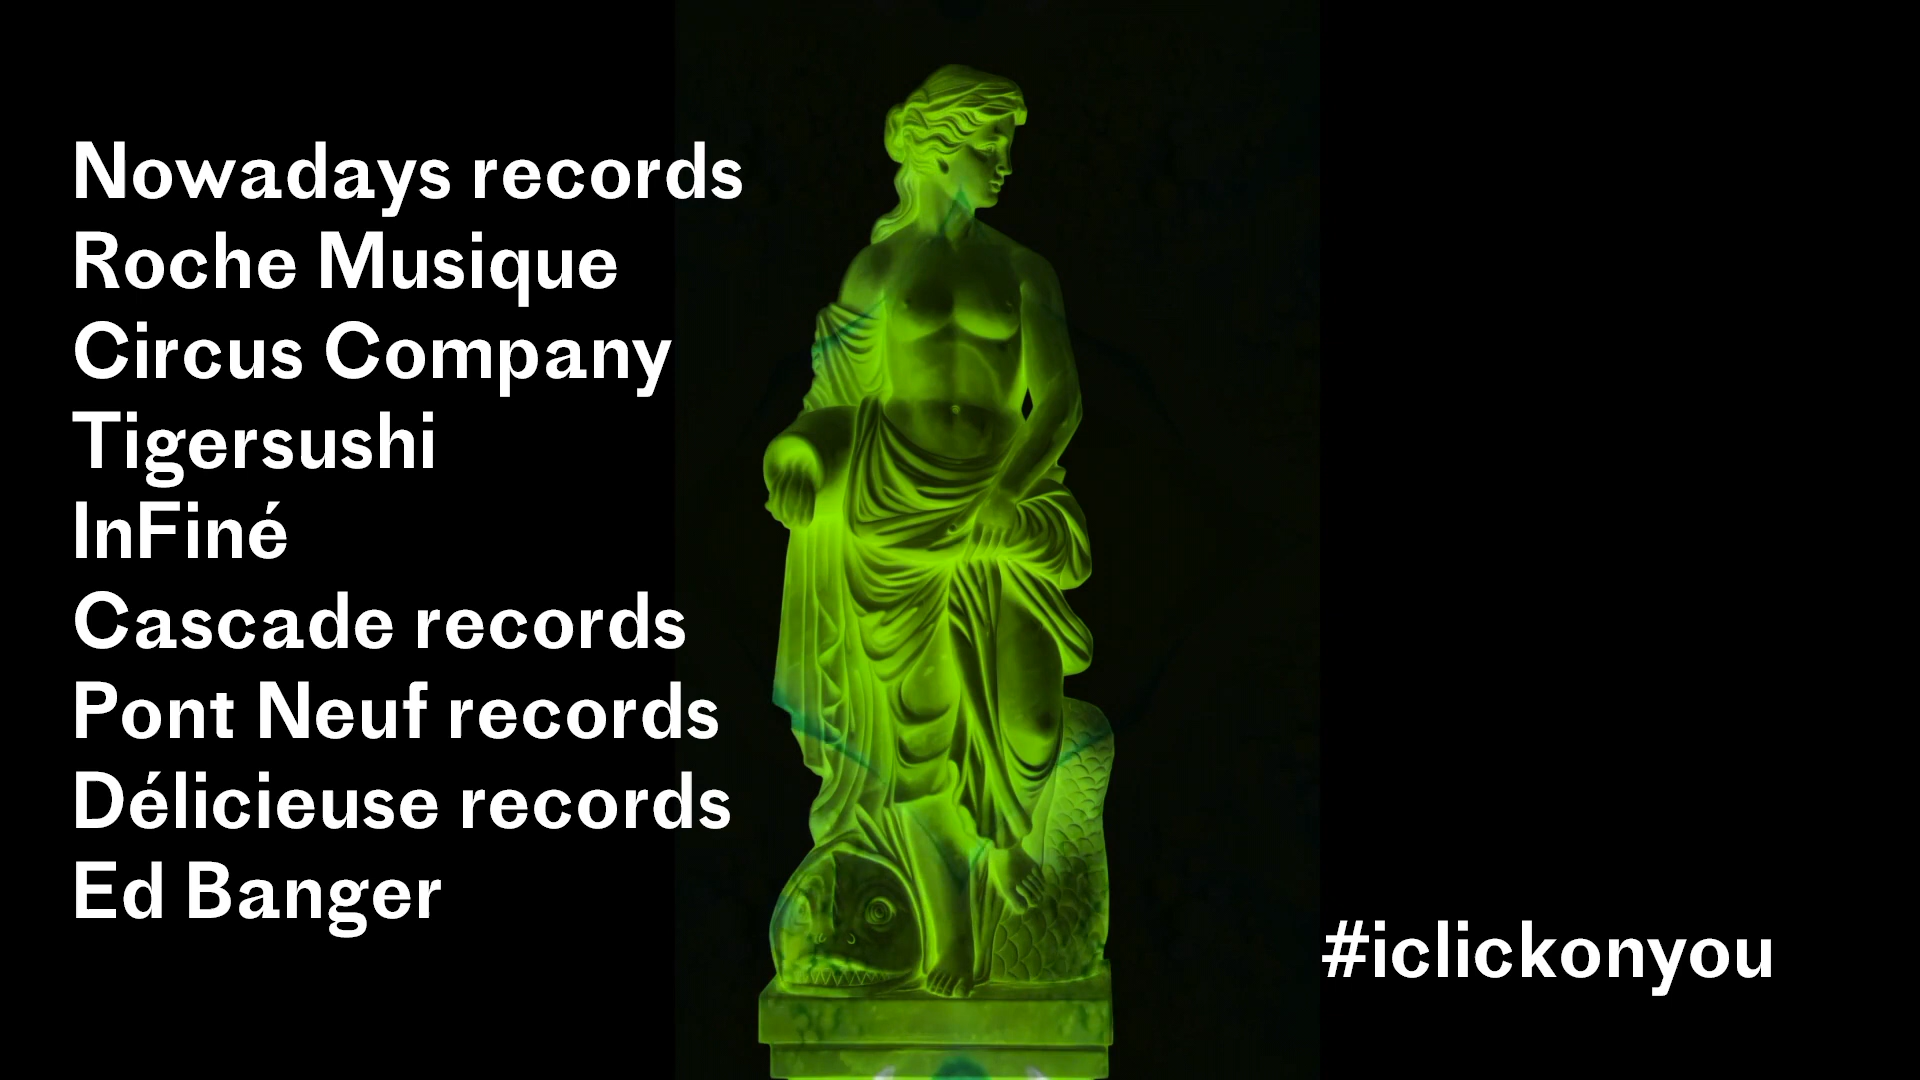 Nowadays records
Roche Musique
Circus Company
Tigersushi
InFiné
Cascade records
Pont Neuf records
Délicieuse records
Ed Banger
#iclickonyou